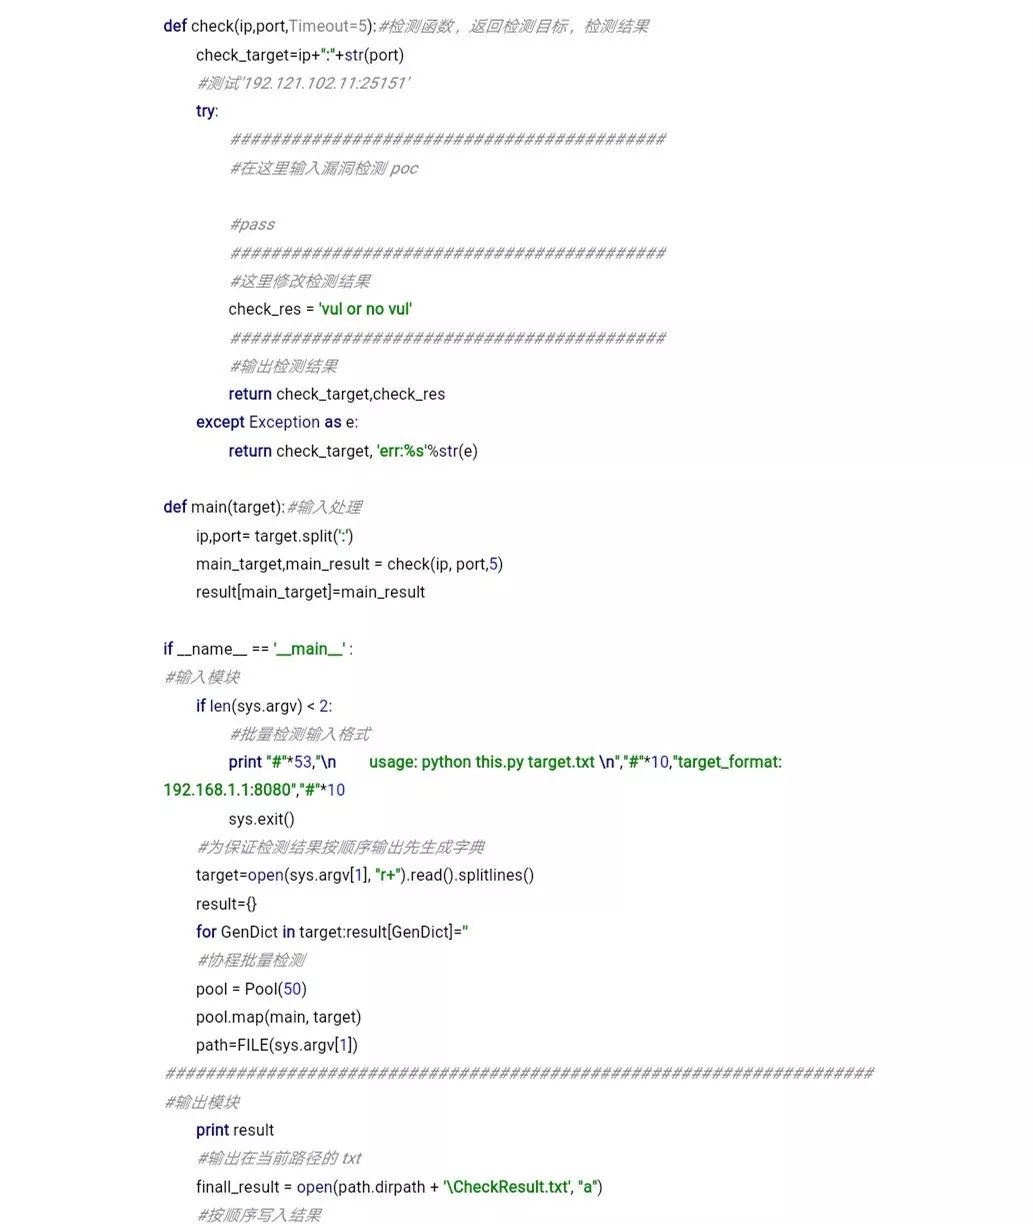 def check(ip,port,Timeout=5):#检测函数，返回检测目标，检测结果
check_target=ip+":"+str(port)
#测试'192.121.102.11:25151'
try:
##########################################
#在这里输入漏洞检测 poc
#pass
##########################################
#这里修改检测结果
check_res = 'vul or no vul'
##########################################
#输出检测结果
return check_target,check_res
except Exception as e:
return check_target, 'err:%s'%str(e)
def main(target):#输入处理
ip,port= target.split(':')
main_target,main_result = check(ip, port,5)
result[main_target]=main_result
if __name__ == '__main__' :
#输入模块
if len(sys.argv) < 2:
#批量检测输入格式
print "#"*53,"\n usage: python this.py target.txt \n","#"*10,"target_format:
192.168.1.1:8080","#"*10
sys.exit()
#为保证检测结果按顺序输出先生成字典
target=open(sys.argv[1], "r+").read().splitlines()
result={}
for GenDict in target:result[GenDict]=''
#协程批量检测
pool = Pool(50)
pool.map(main, target)
path=FILE(sys.argv[1])
####################################################################
#输出模块
print result
#输出在当前路径的 txt
finall_result = open(path.dirpath + '\CheckResult.txt', "a")
#按顺序写入结果